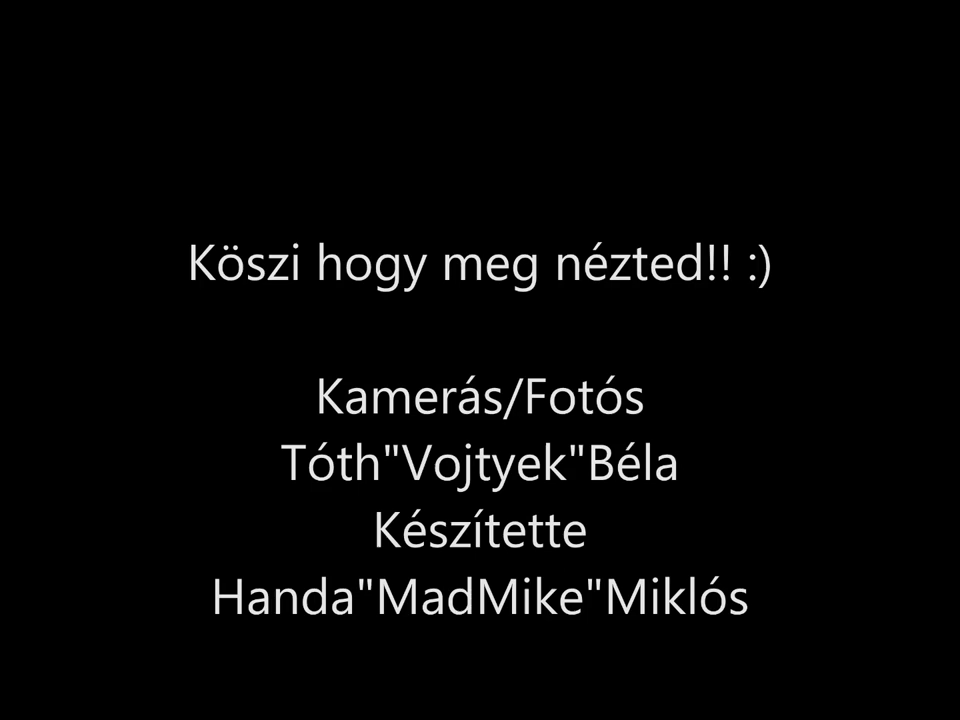 Köszi hogy meg nézted!! :)
Kamerás/Fotós
Tóth"Vojtyek"Béla
Készítette
Handa"MadMike"Miklós